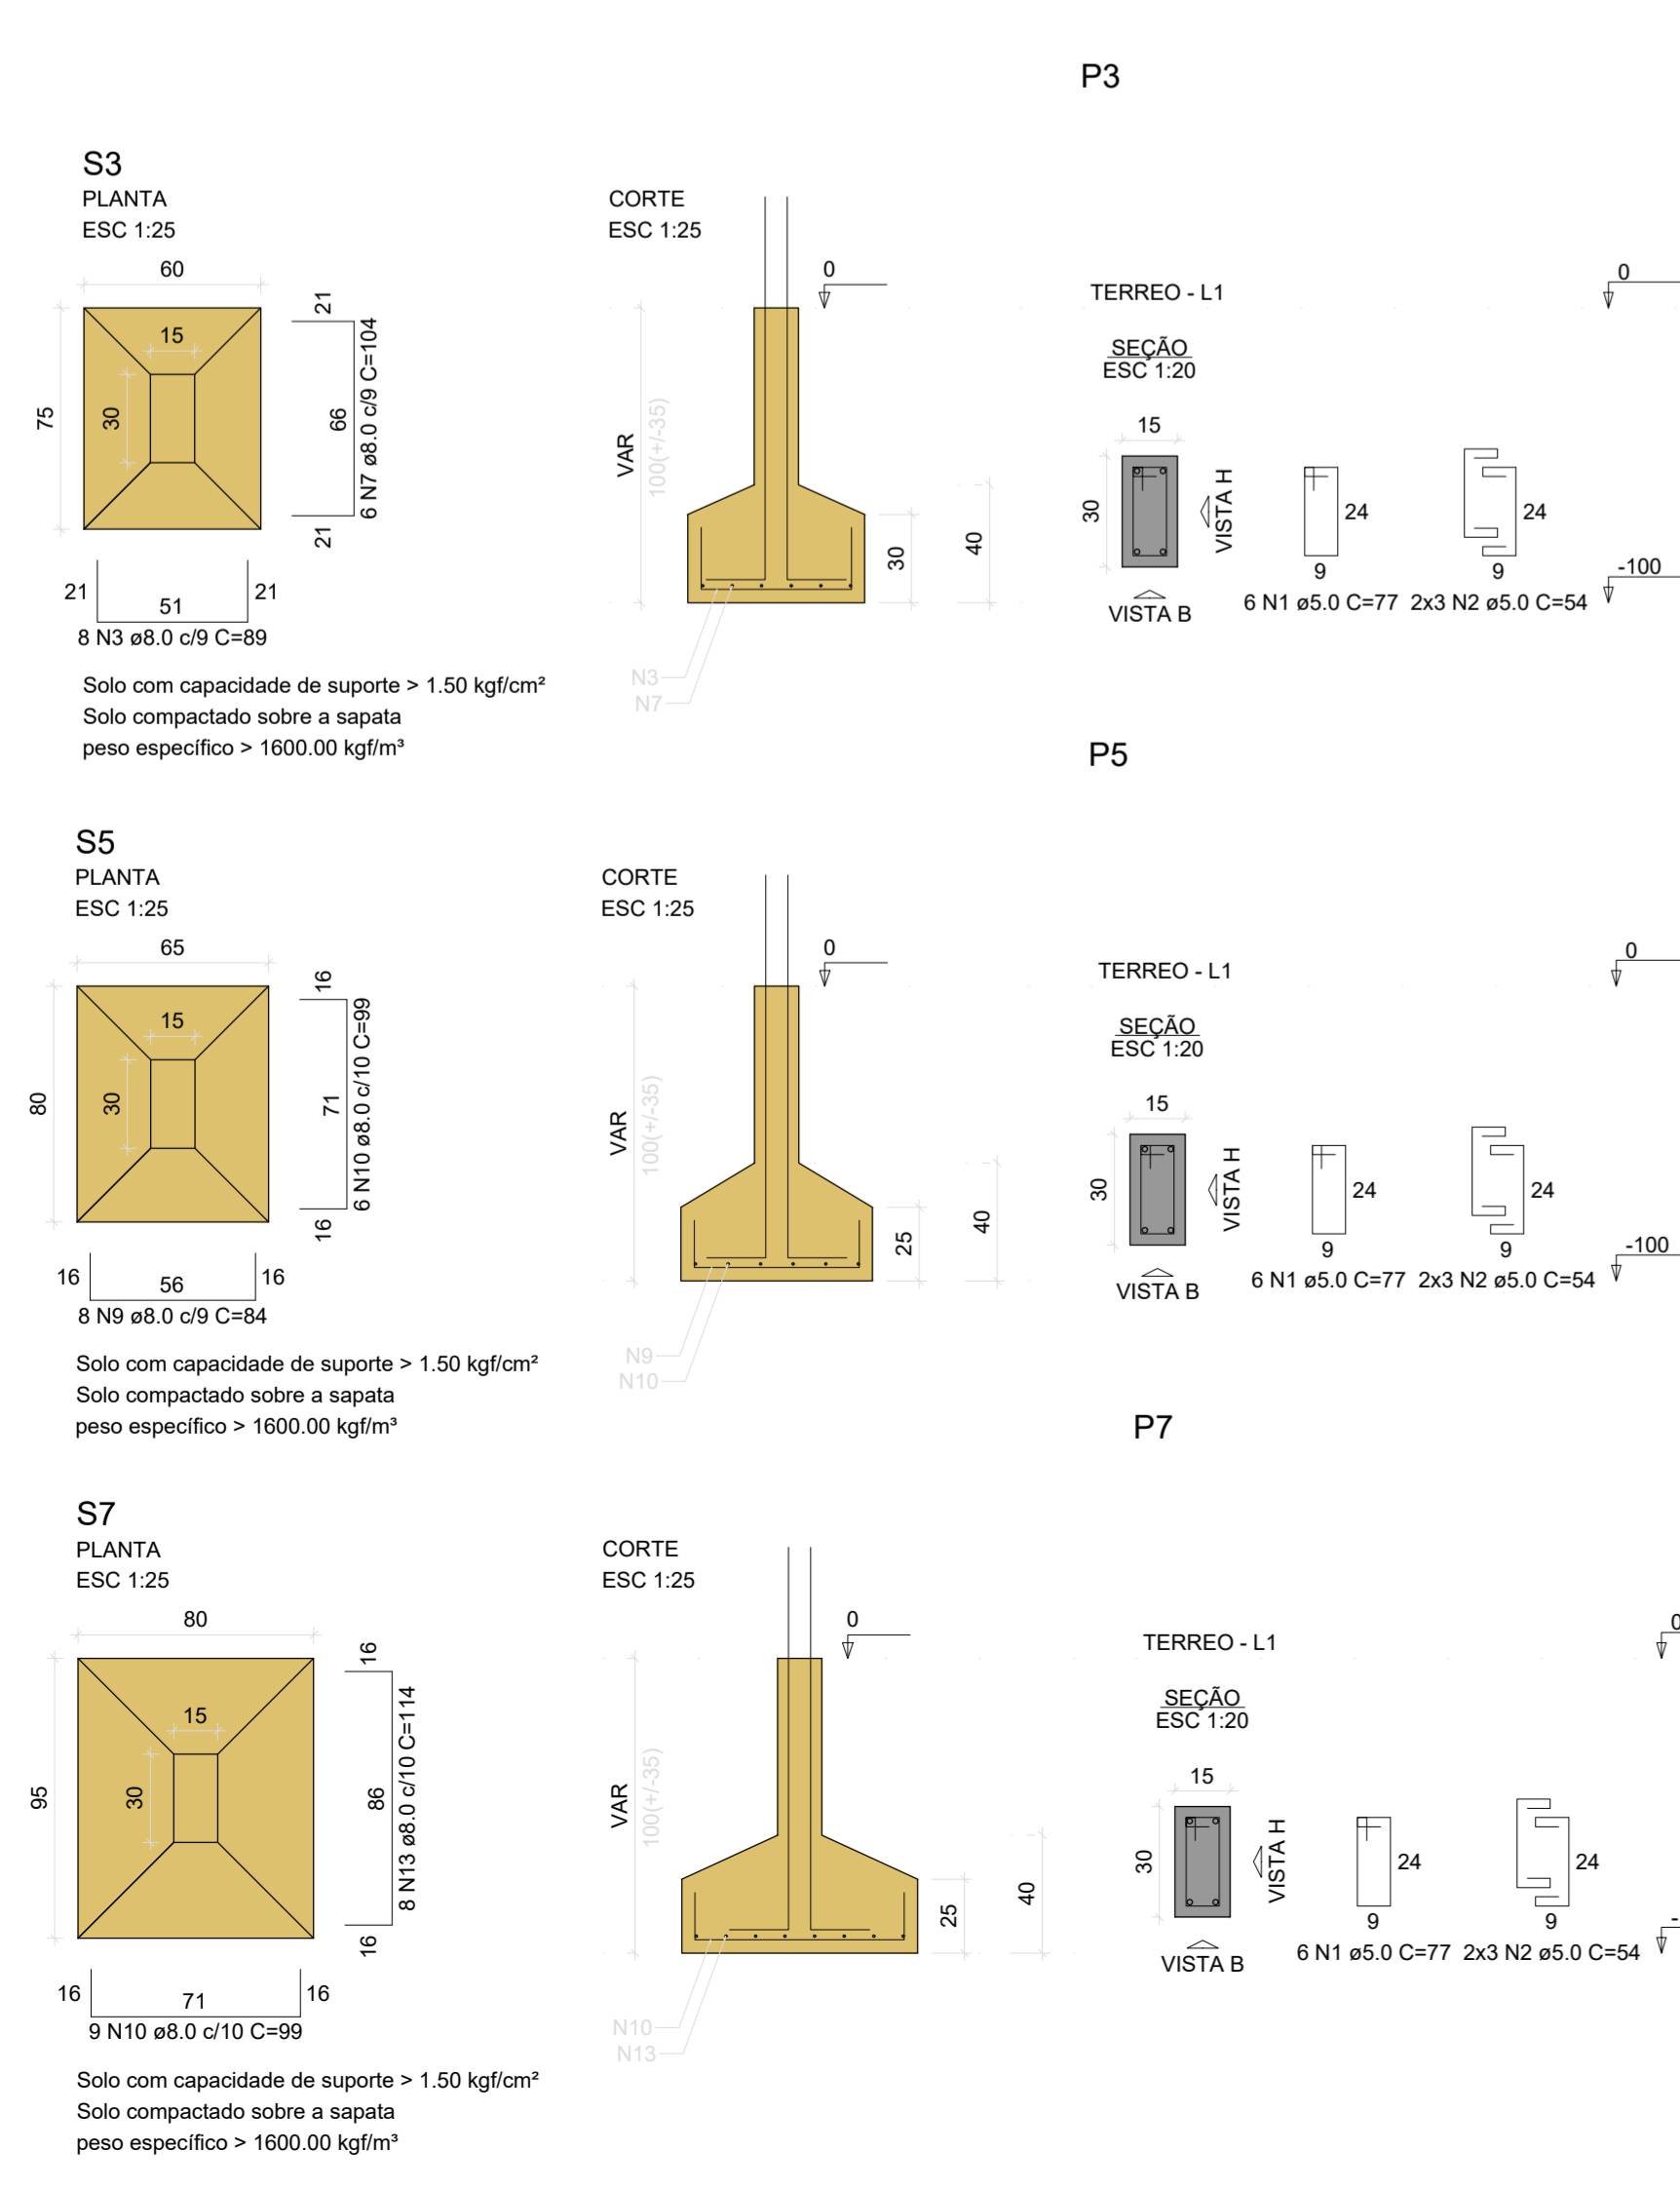 P3
S3
PLANTA
ESC 1:25
60
15
30
75
21
66
6 N7 ø8.0 c/9 C=104
21
21
51
21
8 N3 ø8.0 c/9 C=89
Solo com capacidade de suporte > 1.50 kgf/cm²
Solo compactado sobre a sapata
peso específico > 1600.00 kgf/m³
CORTE
ESC 1:25
0
VAR
100(+/-35)
30
40
N3
N7
TERREO - L1
SEÇÃO
ESC 1:20
15
30
VISTA H
VISTA B
24
9
6 N1 ø5.0 C=77
24
9
2x3 N2 ø5.0 C=54
0
-100
P5
S5
PLANTA
ESC 1:25
65
15
30
80
16
71
6 N10 ø8.0 c/10 C=99
16
16
56
16
8 N9 ø8.0 c/9 C=84
Solo com capacidade de suporte > 1.50 kgf/cm²
Solo compactado sobre a sapata
peso específico > 1600.00 kgf/m³
CORTE
ESC 1:25
0
VAR
100(+/-35)
25
40
N9
N10
TERREO - L1
SEÇÃO
ESC 1:20
15
30
VISTA H
VISTA B
24
9
6 N1 ø5.0 C=77
24
9
2x3 N2 ø5.0 C=54
0
-100
P7
S7
PLANTA
ESC 1:25
80
15
30
95
16
86
8 N13 ø8.0 c/10 C=114
16
16
71
16
9 N10 ø8.0 c/10 C=99
Solo com capacidade de suporte > 1.50 kgf/cm²
Solo compactado sobre a sapata
peso específico > 1600.00 kgf/m³
CORTE
ESC 1:25
0
VAR
100(+/-35)
25
40
N10
N13
TERREO - L1
SEÇÃO
ESC 1:20
15
30
VISTA H
VISTA B
24
9
6 N1 ø5.0 C=77
24
9
2x3 N2 ø5.0 C=54
0
-